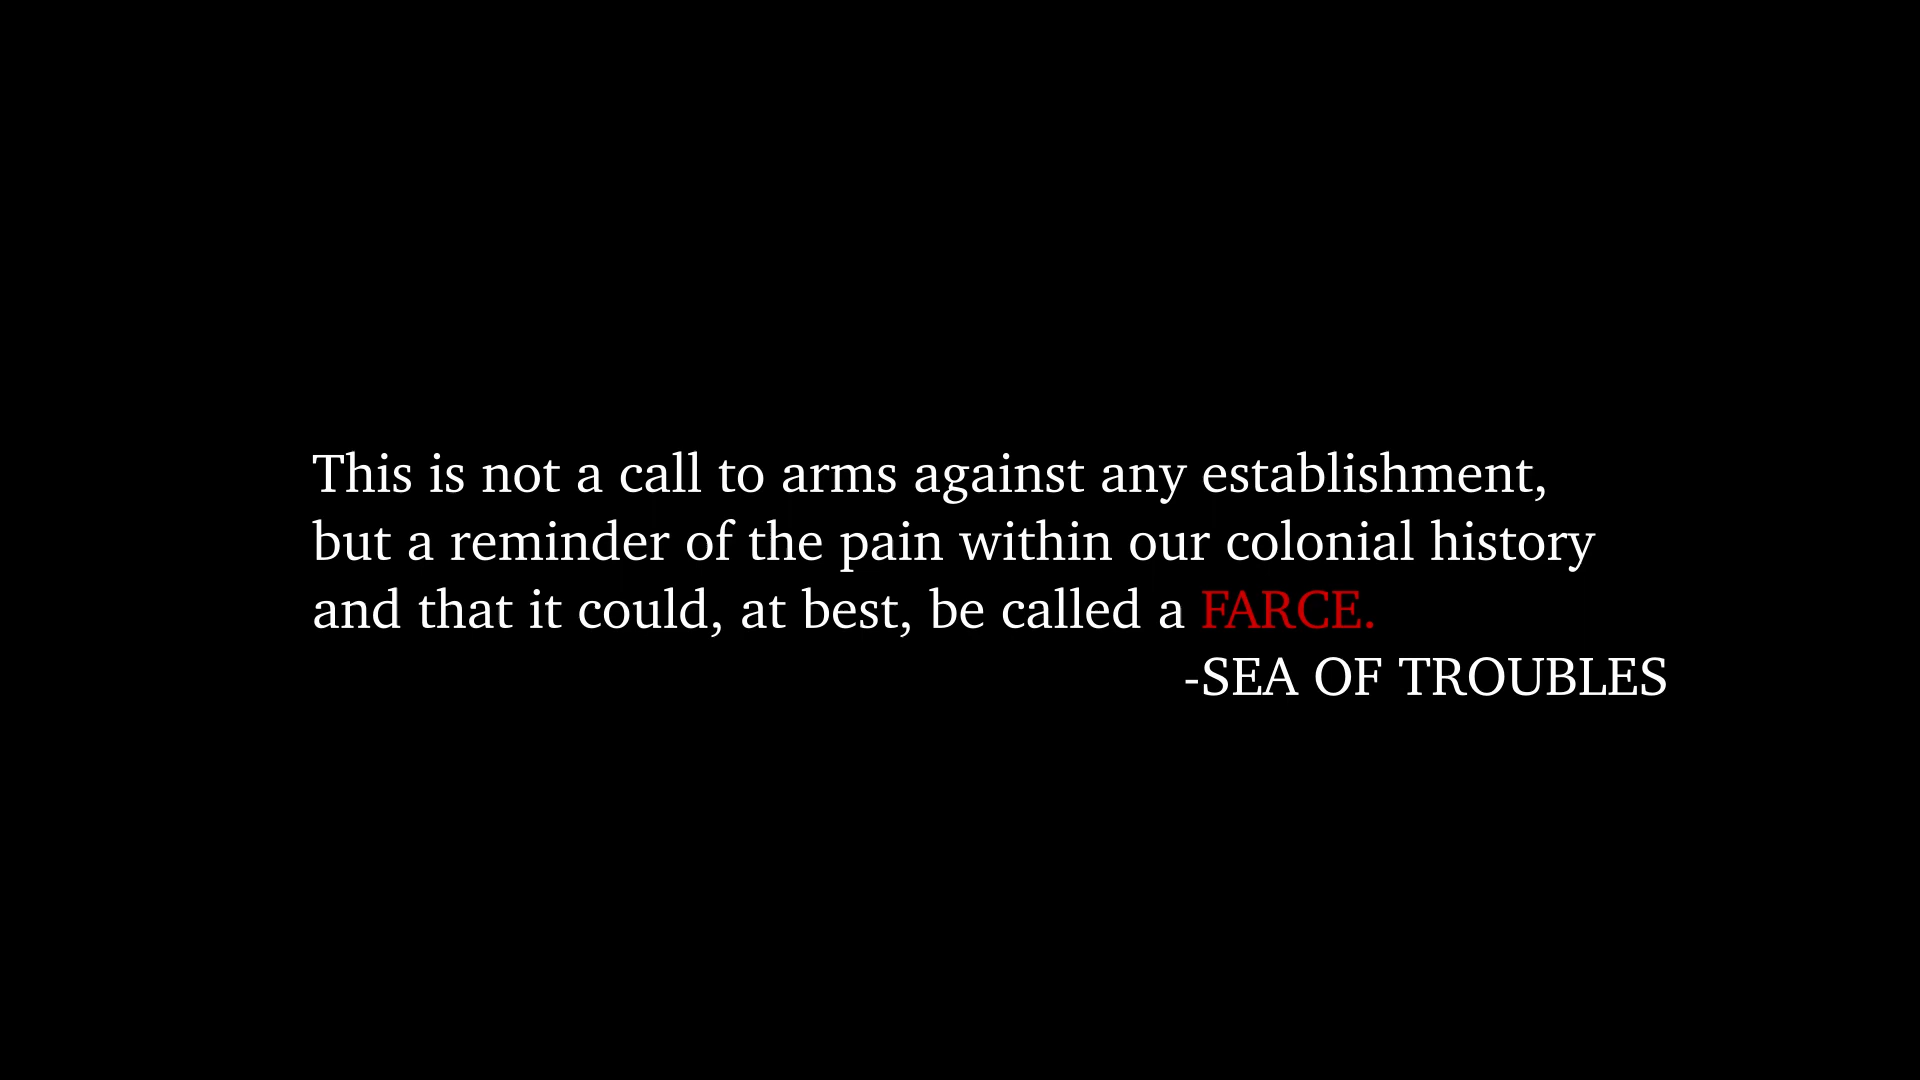 This is not a call to arms against any establishment,
but a reminder of the pain within our colonial history
and that it could, at best, be called a FARCE.
-SEA OF TROUBLES